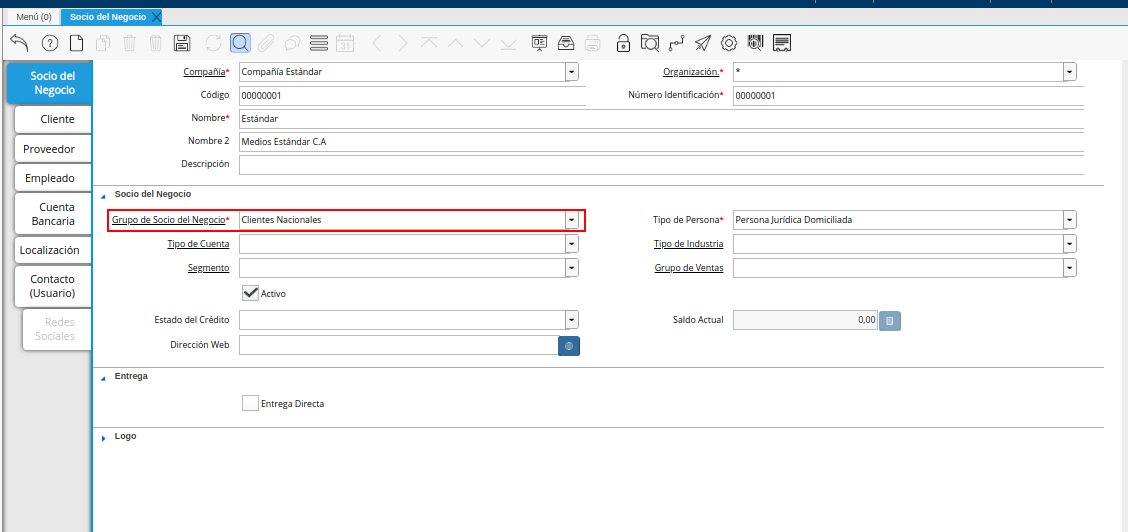 Menú (0)
Socio del Negocio
31
Socio del
Negocio
Cliente
Proveedor
Empleado
Cuenta
Bancaria
Localización
Contacto
(Usuario)
Redes
Sociales
Compañía* Compañía Estándar
Organización.* *
Código 00000001
Número Identificación* 00000001
Nombre* Estándar
Nombre 2 Medios Estándar C.A
Descripción
Socio del Negocio
Grupo de Socio del Negocio* Clientes Nacionales
Tipo de Persona* Persona Jurídica Domiciliada
Tipo de Cuenta
Tipo de Industria
Segmento
Grupo de Ventas
Activo
Estado del Crédito
Saldo Actual 0,00
Dirección Web
Entrega
Entrega Directa
Logo